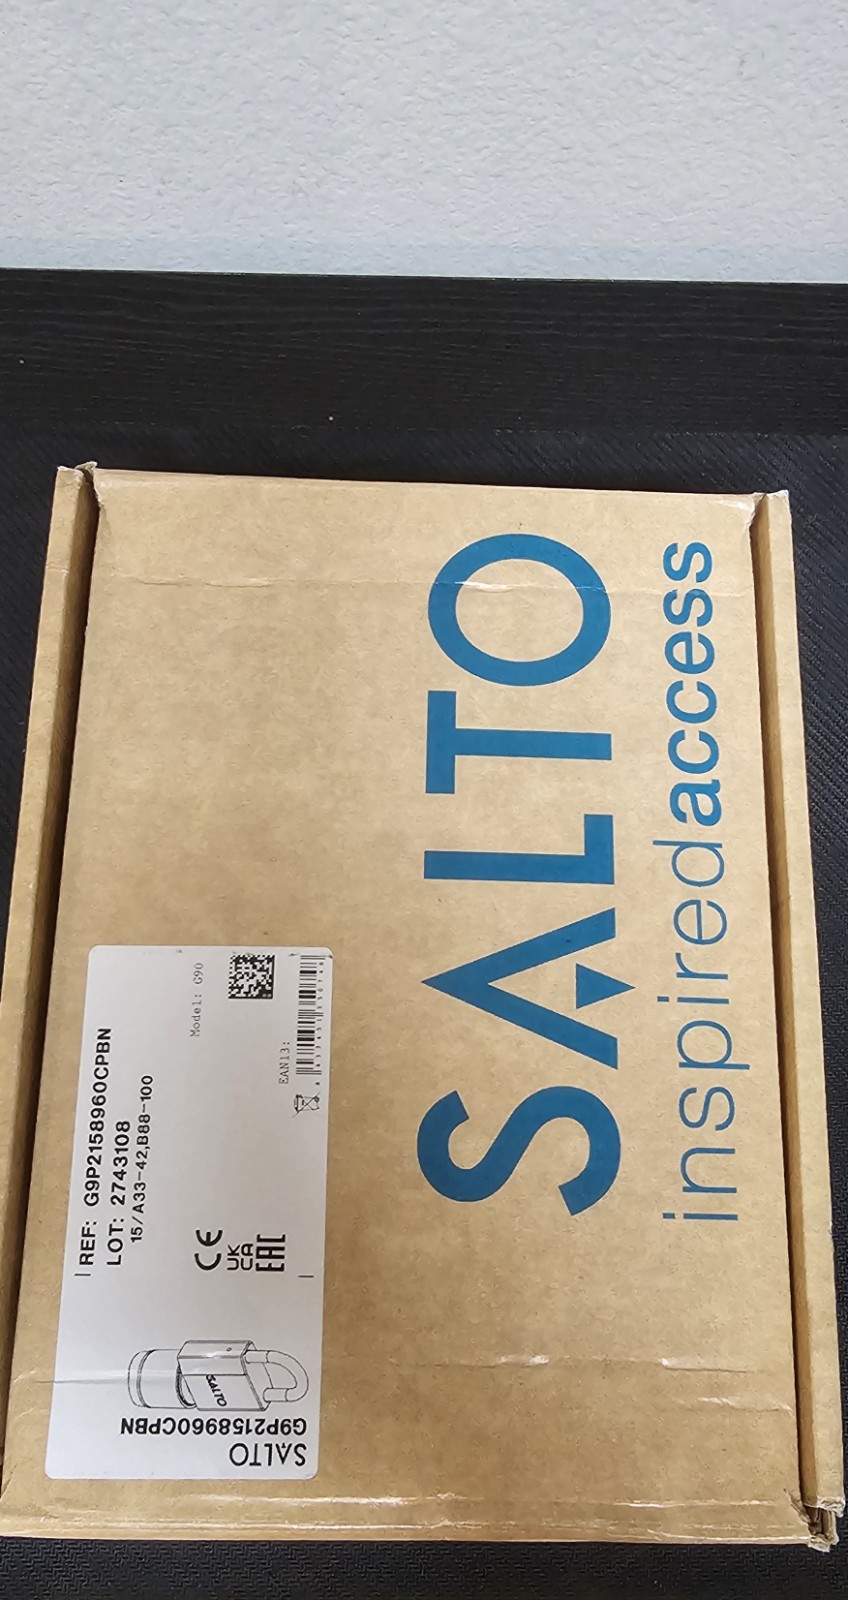 SALTO
inspiredaccess
REF: G9P2158960CPBN
LOT: 2743108
15/A33-42,B88-100
Model: G90
CE
UK
CA
EAC
EAN13:
SALTO
SALTO
G9P2158960CPBN